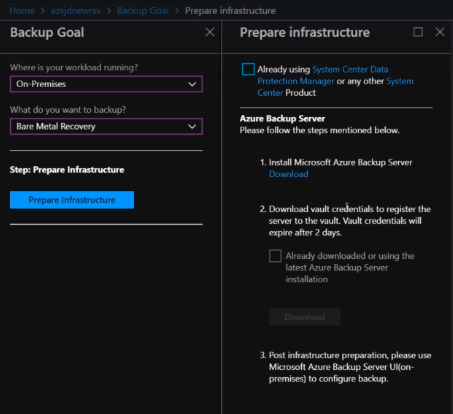 Home > azsjdnewsv > Backup Goal > Prepare infrastructure
Backup Goal
Where is your workload running?
On-Premises
What do you want to backup?
Bare Metal Recovery
Step: Prepare Infrastructure
Prepare Infrastructure
Prepare infrastructure
Already using System Center Data
Protection Manager or any other System
Center Product
Azure Backup Server
Please follow the steps mentioned below.
1. Install Microsoft Azure Backup Server
Download
2. Download vault credentials to register the
server to the vault. Vault credentials will
expire after 2 days.
Already downloaded or using the
latest Azure Backup Server
installation
Download
3. Post infrastructure preparation, please use
Microsoft Azure Backup Server UI(on-
premises) to configure backup.